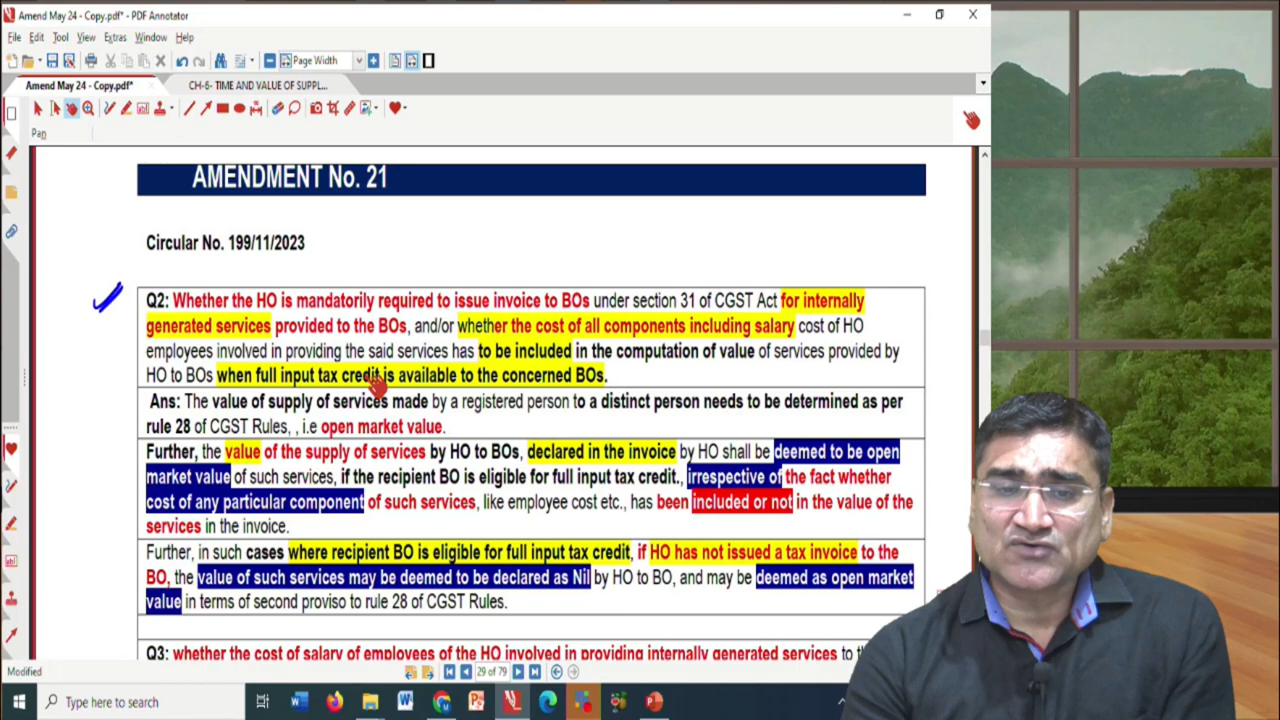 Amend May 24 - Copy.pdf* - PDF Annotator
File Edit Tool View Extras Window Help
Page Width
Amend May 24 - Copy.pdf*
CH-6- TIME AND VALUE OF SUPPL...
Pan
AMENDMENT No. 21
Circular No. 199/11/2023
Q2: Whether the HO is mandatorily required to issue invoice to BOs under section 31 of CGST Act for internally
generated services provided to the BOs, and/or whether the cost of all components including salary cost of HO
employees involved in providing the said services has to be included in the computation of value of services provided by
HO to BOs when full input tax credit is available to the concerned BOs.
Ans: The value of supply of services made by a registered person to a distinct person needs to be determined as per
rule 28 of CGST Rules, , i.e open market value.
Further, the value of the supply of services by HO to BOs, declared in the invoice by HO shall be deemed to be open
market value of such services, if the recipient BO is eligible for full input tax credit., irrespective of the fact whether
cost of any particular component of such services, like employee cost etc., has been included or not in the value of the
services in the invoice.
Further, in such cases where recipient BO is eligible for full input tax credit, if HO has not issued a tax invoice to the
BO, the value of such services may be deemed to be declared as Nil by HO to BO, and may be deemed as open market
value in terms of second proviso to rule 28 of CGST Rules.
Q3: whether the cost of salary of employees of the HO involved in providing internally generated services to the
Modified
29 of 79
Type here to search